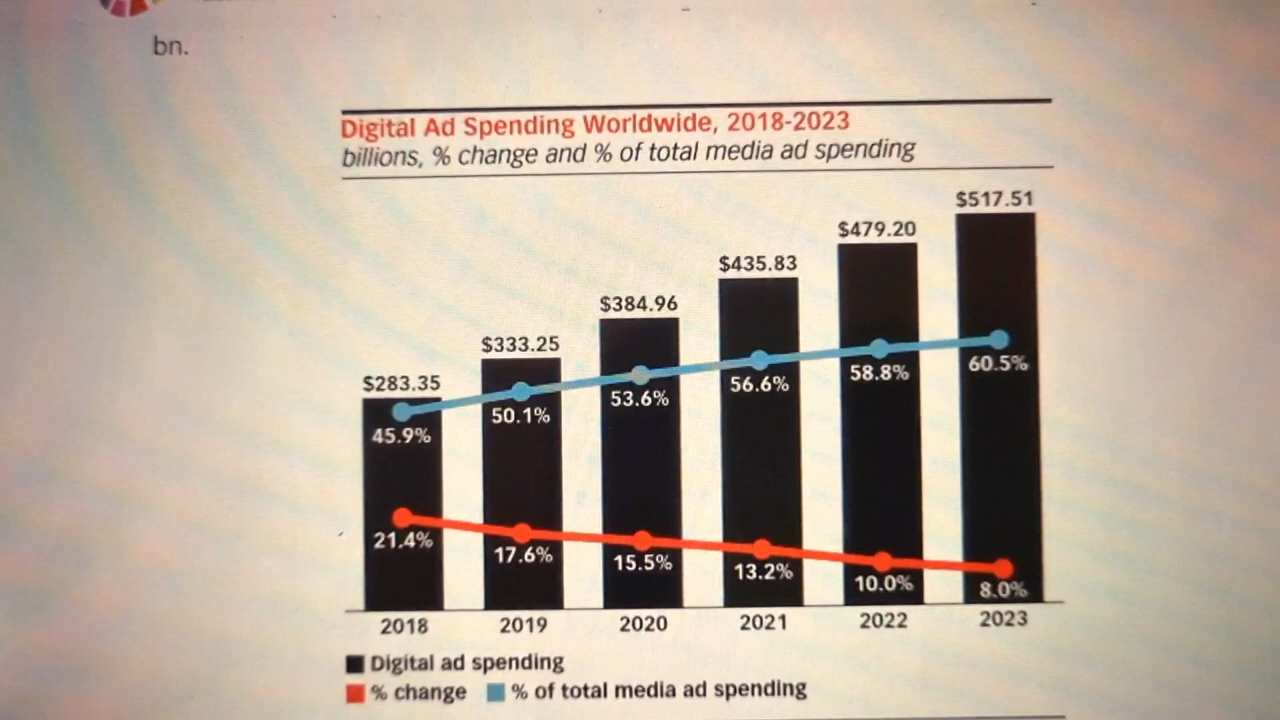 bn.
Digital Ad Spending Worldwide, 2018-2023
billions, % change and % of total media ad spending
$283.35 $333.25 $384.96 $435.83 $479.20 $517.51
45.9% 50.1% 53.6% 56.6% 58.8% 60.5%
21.4% 17.6% 15.5% 13.2% 10.0% 8.0%
2018 2019 2020 2021 2022 2023
Digital ad spending
% change % of total media ad spending